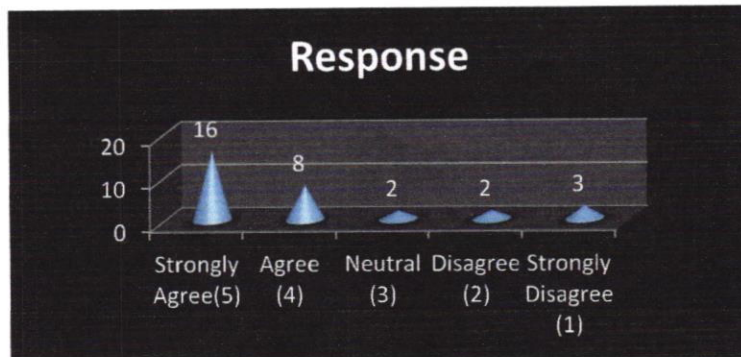 Response
20
10
0
16
8
2
2
3
Strongly Agree(5)
Agree (4)
Neutral (3)
Disagree (2)
Strongly Disagree (1)